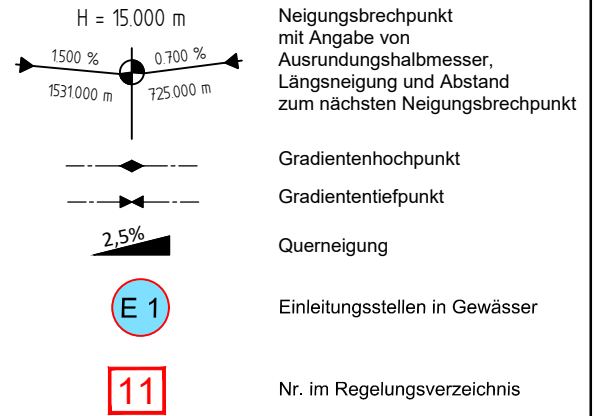 H = 15.000 m
1.500 %
0.700 %
1531.000 m
725.000 m
Neigungsbrechpunkt
mit Angabe von
Ausrundungshalbmesser,
Längsneigung und Abstand
zum nächsten Neigungsbrechpunkt
Gradientenhochpunkt
Gradiententiefpunkt
2,5%
Querneigung
E 1
Einleitungsstellen in Gewässer
11
Nr. im Regelungsverzeichnis